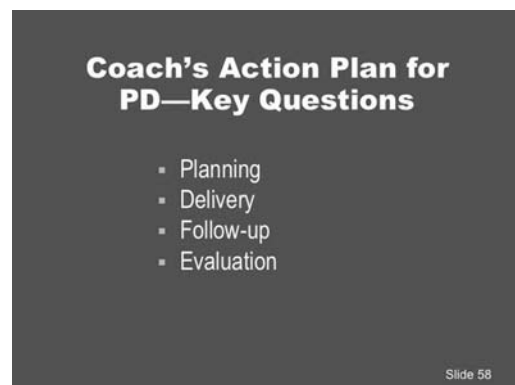 Coach's Action Plan for
PD—Key Questions
▪ Planning
▪ Delivery
▪ Follow-up
▪ Evaluation
Slide 58